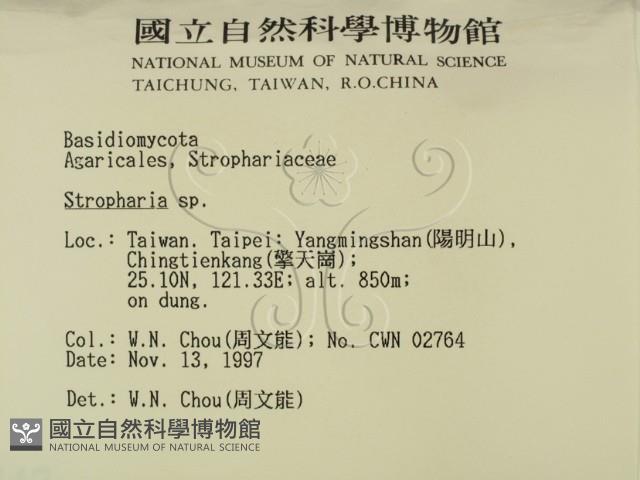 國立自然科學博物館
NATIONAL MUSEUM OF NATURAL SCIENCE
TAICHUNG, TAIWAN, R.O.CHINA
Basidiomycota
Agaricales, Strophariaceae
Stropharia sp.
Loc.: Taiwan. Taipei: Yangmingshan(陽明山),
Chingtienkang(擎天崗);
25.10N, 121.33E; alt. 850m;
on dung.
Col.: W.N. Chou(周文能); No. CWN 02764
Date: Nov. 13, 1997
Det.: W.N. Chou(周文能)
國立自然科學博物館
NATIONAL MUSEUM OF NATURAL SCIENCE